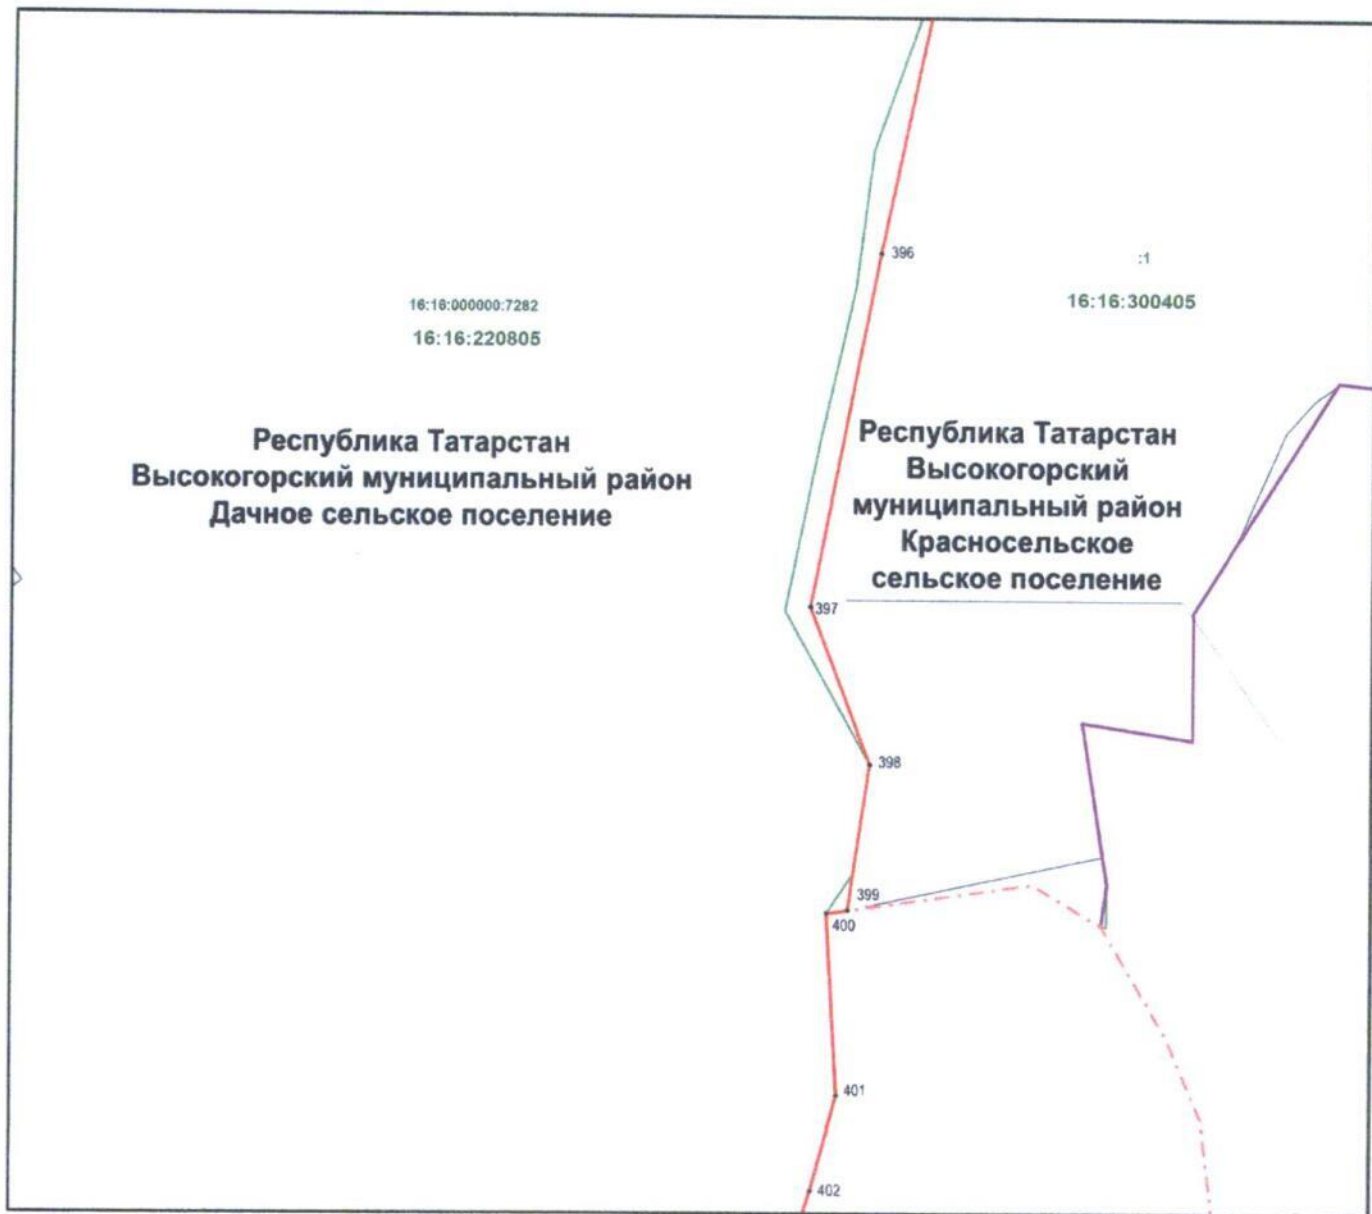 396
:1
16:16:300405
16:16:000000:7282
16:16:220805
Республика Татарстан
Высокогорский муниципальный район
Дачное сельское поселение
Республика Татарстан
Высокогорский
муниципальный район
Красносельское
сельское поселение
397
398
399
400
401
402